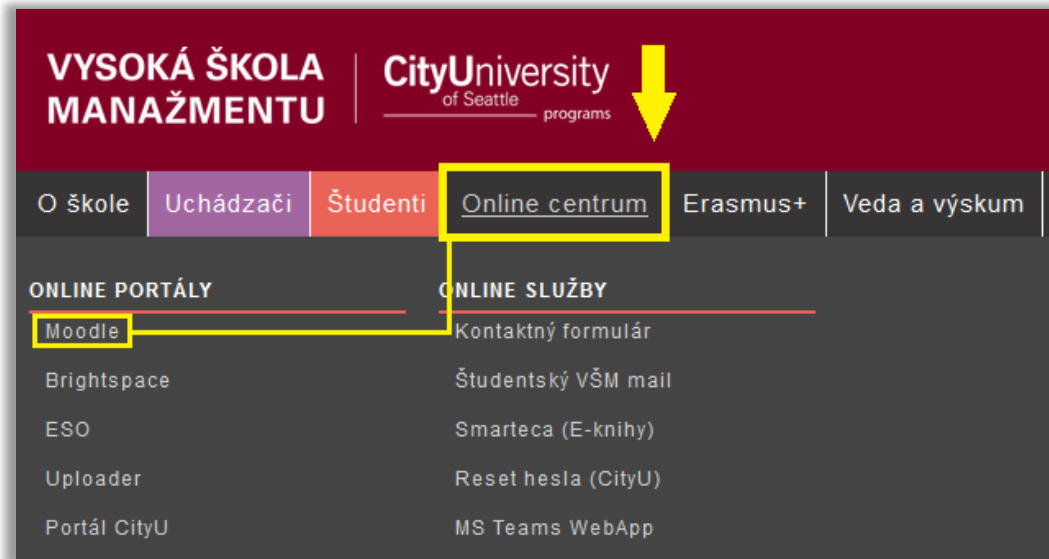 VYSOKÁ ŠKOLA
MANAŽMENTU
CityUniversity
of Seattle
programs
O škole
Uchádzači
Študenti
Online centrum
Erasmus+
Veda a výskum
ONLINE PORTÁLY
Moodle
Brightspace
ESO
Uploader
Portál CityU
ONLINE SLUŽBY
Kontaktný formulár
Študentský VŠM mail
Smarteca (E-knihy)
Reset hesla (CityU)
MS Teams WebApp